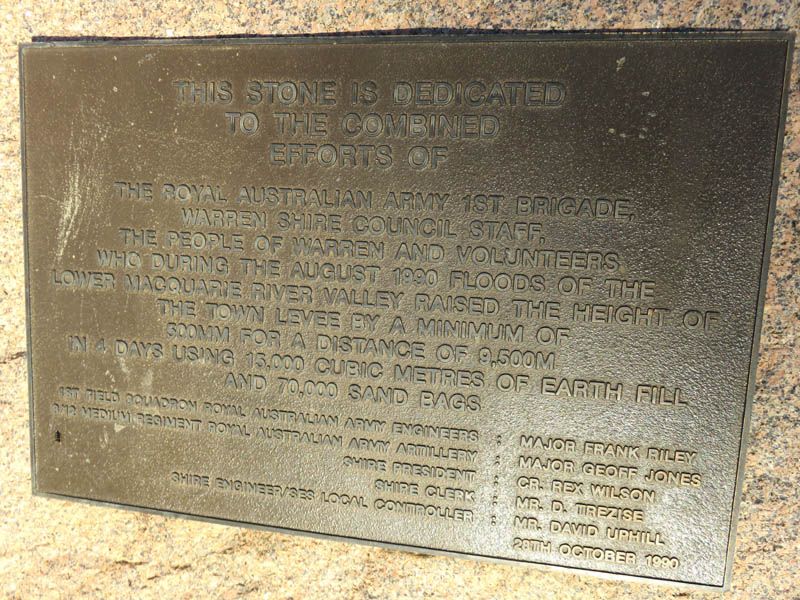 THIS STONE IS DEDICATED
TO THE COMBINED
EFFORTS OF
THE ROYAL AUSTRALIAN ARMY 1ST BRIGADE,
WARREN SHIRE COUNCIL STAFF,
THE PEOPLE OF WARREN AND VOLUNTEERS
WHO DURING THE AUGUST 1990 FLOODS OF THE
LOWER MACQUARIE RIVER VALLEY RAISED THE HEIGHT OF
THE TOWN LEVEE BY A MINIMUM OF
500MM FOR A DISTANCE OF 9,500M
IN 4 DAYS USING 15,000 CUBIC METRES OF EARTH FILL
AND 70,000 SAND BAGS
1ST FIELD SQUADRON ROYAL AUSTRALIAN ARMY ENGINEERS : MAJOR FRANK RILEY
8/12 MEDIUM REGIMENT ROYAL AUSTRALIAN ARMY ARTILLERY : MAJOR GEOFF JONES
SHIRE PRESIDENT : CR. REX WILSON
SHIRE CLERK : MR. D. TREZISE
SHIRE ENGINEER/SES LOCAL CONTROLLER : MR. DAVID UPHILL
28TH OCTOBER 1990